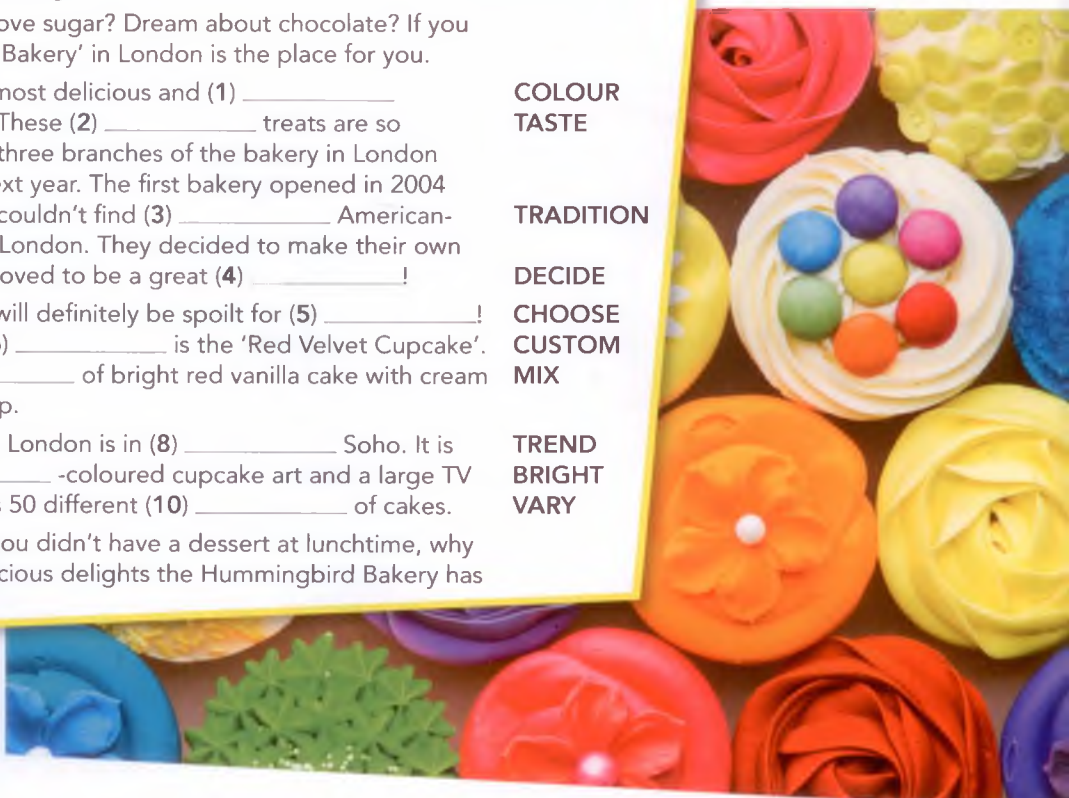 ove sugar? Dream about chocolate? If you
Bakery' in London is the place for you.
most delicious and (1) ____________ COLOUR
These (2) ____________ treats are so TASTE
three branches of the bakery in London
xt year. The first bakery opened in 2004
couldn't find (3) ____________ American- TRADITION
London. They decided to make their own
oved to be a great (4) ____________! DECIDE
will definitely be spoilt for (5) ____________! CHOOSE
) ____________ is the 'Red Velvet Cupcake'. CUSTOM
____ of bright red vanilla cake with cream MIX
p.
London is in (8) ____________ Soho. It is TREND
____ -coloured cupcake art and a large TV BRIGHT
s 50 different (10) ____________ of cakes. VARY
ou didn't have a dessert at lunchtime, why
cious delights the Hummingbird Bakery has